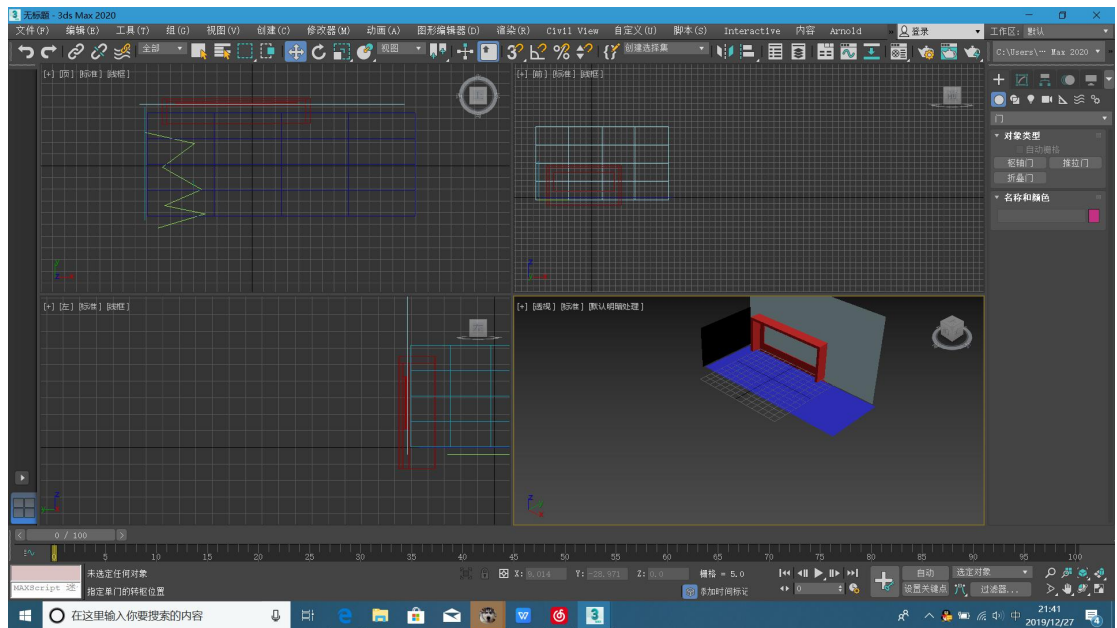 无标题 - 3ds Max 2020
文件(F) 编辑(E) 工具(T) 组(G) 视图(V) 创建(C) 修改器(M) 动画(A) 图形编辑器(D) 渲染(R) Civil View 自定义(U) 脚本(S) Interactive 内容 Arnold 登录 工作区: 默认
全部 视图 创建选择集 C:\Users\… Max 2020
[+] [顶] [标准] [线框]
[+] [前] [标准] [线框]
门
对象类型
自动栅格
枢轴门 推拉门
折叠门
名称和颜色
[+] [左] [标准] [线框]
[+] [透视] [标准] [默认明暗处理]
0 / 100
0 5 10 15 20 25 30 35 40 45 50 55 60 65 70 75 80 85 90 95 100
未选定任何对象 X: 9.014 Y: -28.971 Z: 0.0 栅格 = 5.0 自动 选定对象
MAXScript 迷 指定单门的转枢位置 添加时间标记 0 设置关键点 过滤器...
在这里输入你要搜索的内容 中 21:41
2019/12/27